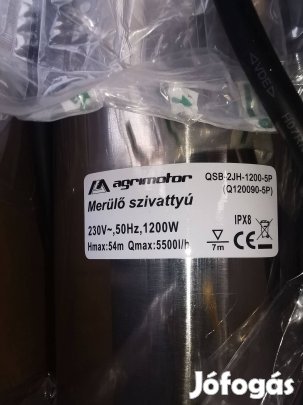 agrimotor
QSB-2JH-1200-5P
(Q120090-5P)
Merülő szivattyú
230V~,50Hz,1200W
Hmax:54m Qmax:5500l/h
IPX8
7m
Jófogás